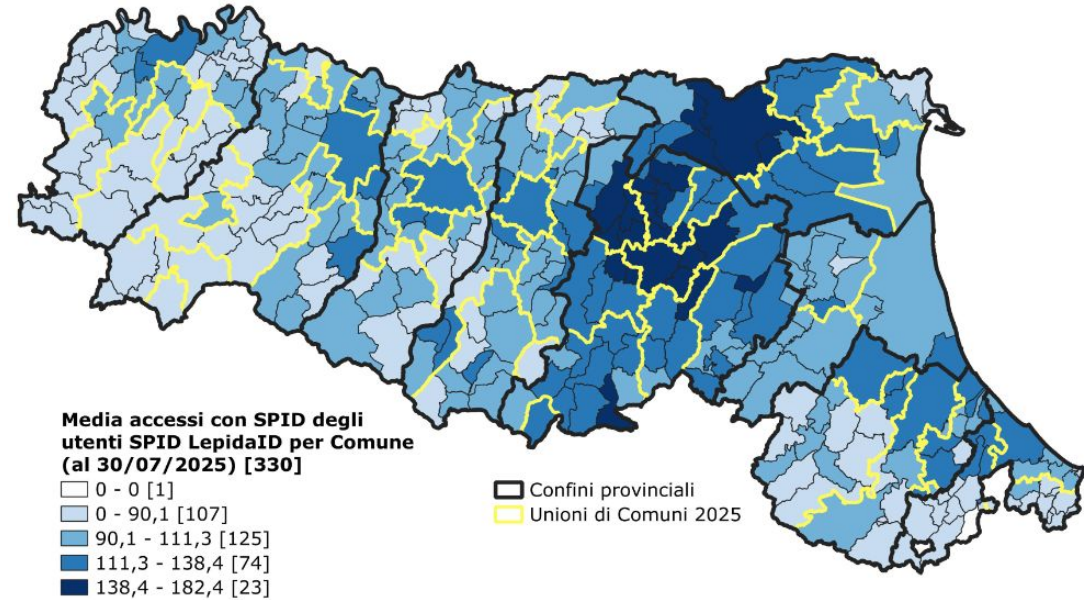 Media accessi con SPID degli
utenti SPID LepidaID per Comune
(al 30/07/2025) [330]
0 - 0 [1]
0 - 90,1 [107]
90,1 - 111,3 [125]
111,3 - 138,4 [74]
138,4 - 182,4 [23]
Confini provinciali
Unioni di Comuni 2025